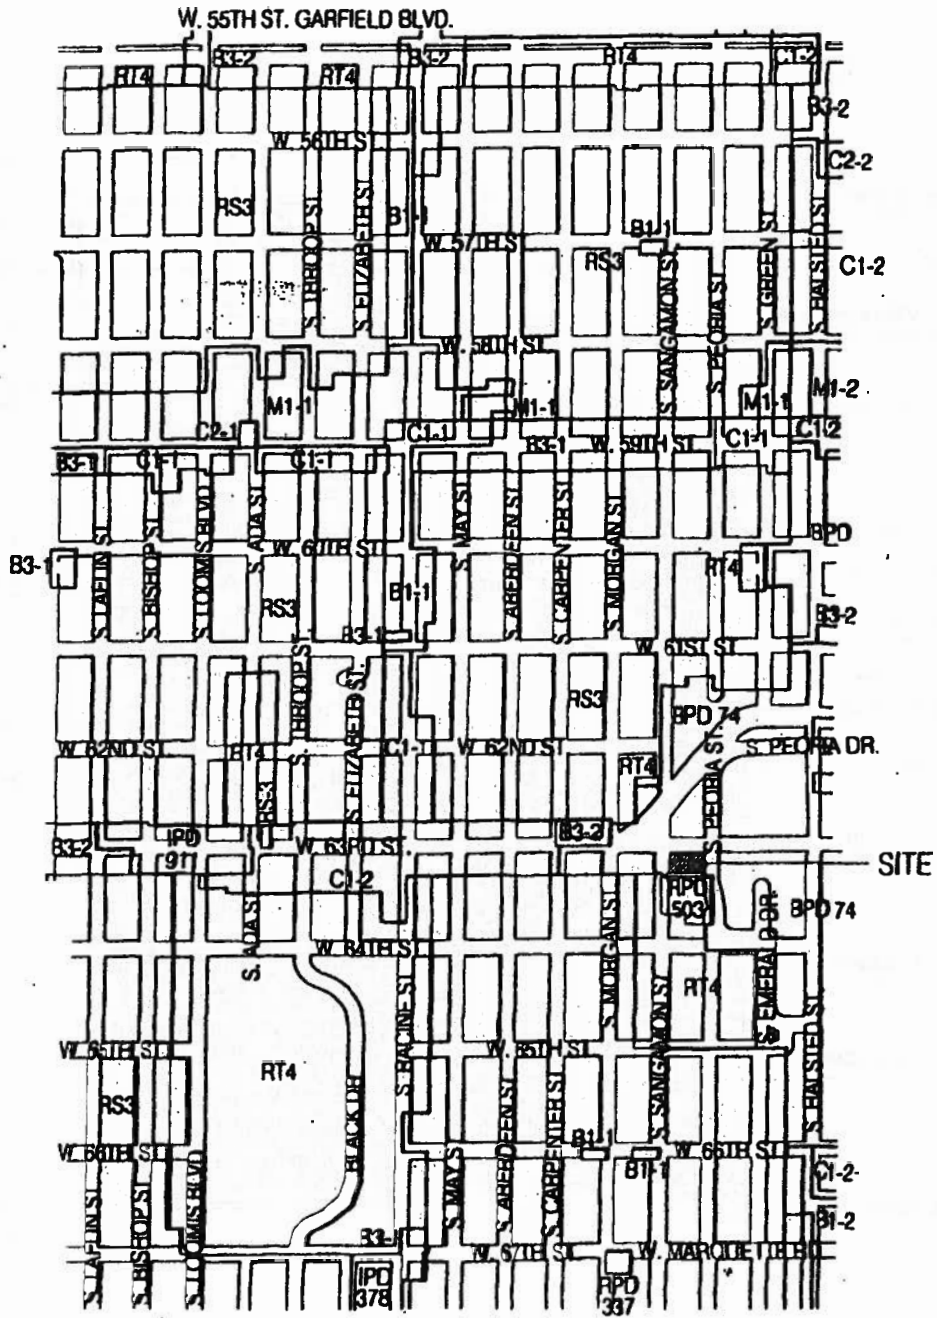 W. 55TH ST. GARFIELD BLVD.
B3-2
B3-2
RT4
C1-2
RT4
RT4
B3-2
W. 56TH ST.
C2-2
RS3
S. THROOP ST.
S. ELIZABETH ST.
B1-1
W. 57TH ST.
B1-1
RS3
S. SANGAMON ST.
S. PEORIA ST.
S. GREEN ST.
S. HALSTED ST.
C1-2
W. 58TH ST.
M1-1
M1-1
M1-1
M1-2
C2-1
C1-1
B3-1
W. 59TH ST.
C1-1
C1-2
B3-1
C1-1
C1-1
S. LAFLIN ST.
S. BISHOP ST.
S. LOOMIS BLVD.
S. ADA ST.
S. MAY ST.
S. ABERDEEN ST.
S. CARPENTER ST.
S. MORGAN ST.
BPD
W. 60TH ST.
B3-1
RT4
RS3
B1-1
B3-2
B3-1
W. 61ST ST.
S. THROOP ST.
S. ELIZABETH ST.
RS3
BPD 74
S. PEORIA ST.
W. 62ND ST.
RT4
C1-1
W. 62ND ST.
S. PEORIA DR.
RT4
RS-3
B3-2
B3-2
IPD
911
W. 63RD ST.
SITE
C1-2
RPD
503
BPD 74
S. EMERALD DR.
S. ADA ST.
W. 64TH ST.
S. MORGAN ST.
RT4
S. RACINE ST.
S. SANGAMON ST.
S. HALSTED ST.
W. 65TH ST.
W. 65TH ST.
RT4
RS3
BLACK DR.
S. ABERDEEN ST.
S. CARPENTER ST.
B1-1
W. 66TH ST.
B1-1
W. 66TH ST.
C1-2
S. LAFLIN ST.
S. BISHOP ST.
S. LOOMIS BLVD.
S. MAY S
B1-2
B3-1
W. 67TH ST.
W. MARQUETTE RD.
IPD
378
RPD
337